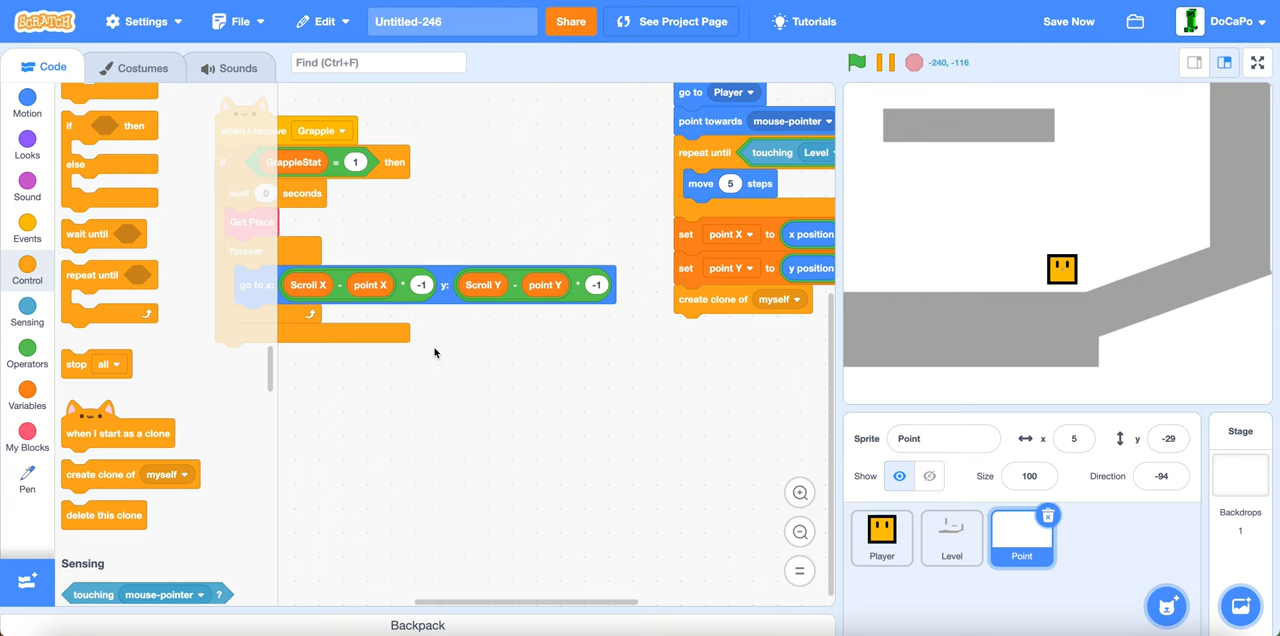 SCRATCH Settings File Edit Untitled-246 Share See Project Page Tutorials Save Now DoCaPo
Code Costumes Sounds Find (Ctrl+F) -240, -116
Motion
Looks
Sound
Events
Control
Sensing
Operators
Variables
My Blocks
Pen
if then
else
wait until
repeat until
stop all
when I start as a clone
create clone of myself
delete this clone
Sensing
touching mouse-pointer ?
when I receive Grapple
if GrappleStat = 1 then
wait 0 seconds
Get Place
forever
go to x: Scroll X - point X * -1 y: Scroll Y - point Y * -1
go to Player
point towards mouse-pointer
repeat until touching Level
move 5 steps
set point X to x position
set point Y to y position
create clone of myself
Backpack
Sprite Point x 5 y -29
Show Size 100 Direction -94
Player Level Point
Stage
Backdrops
1